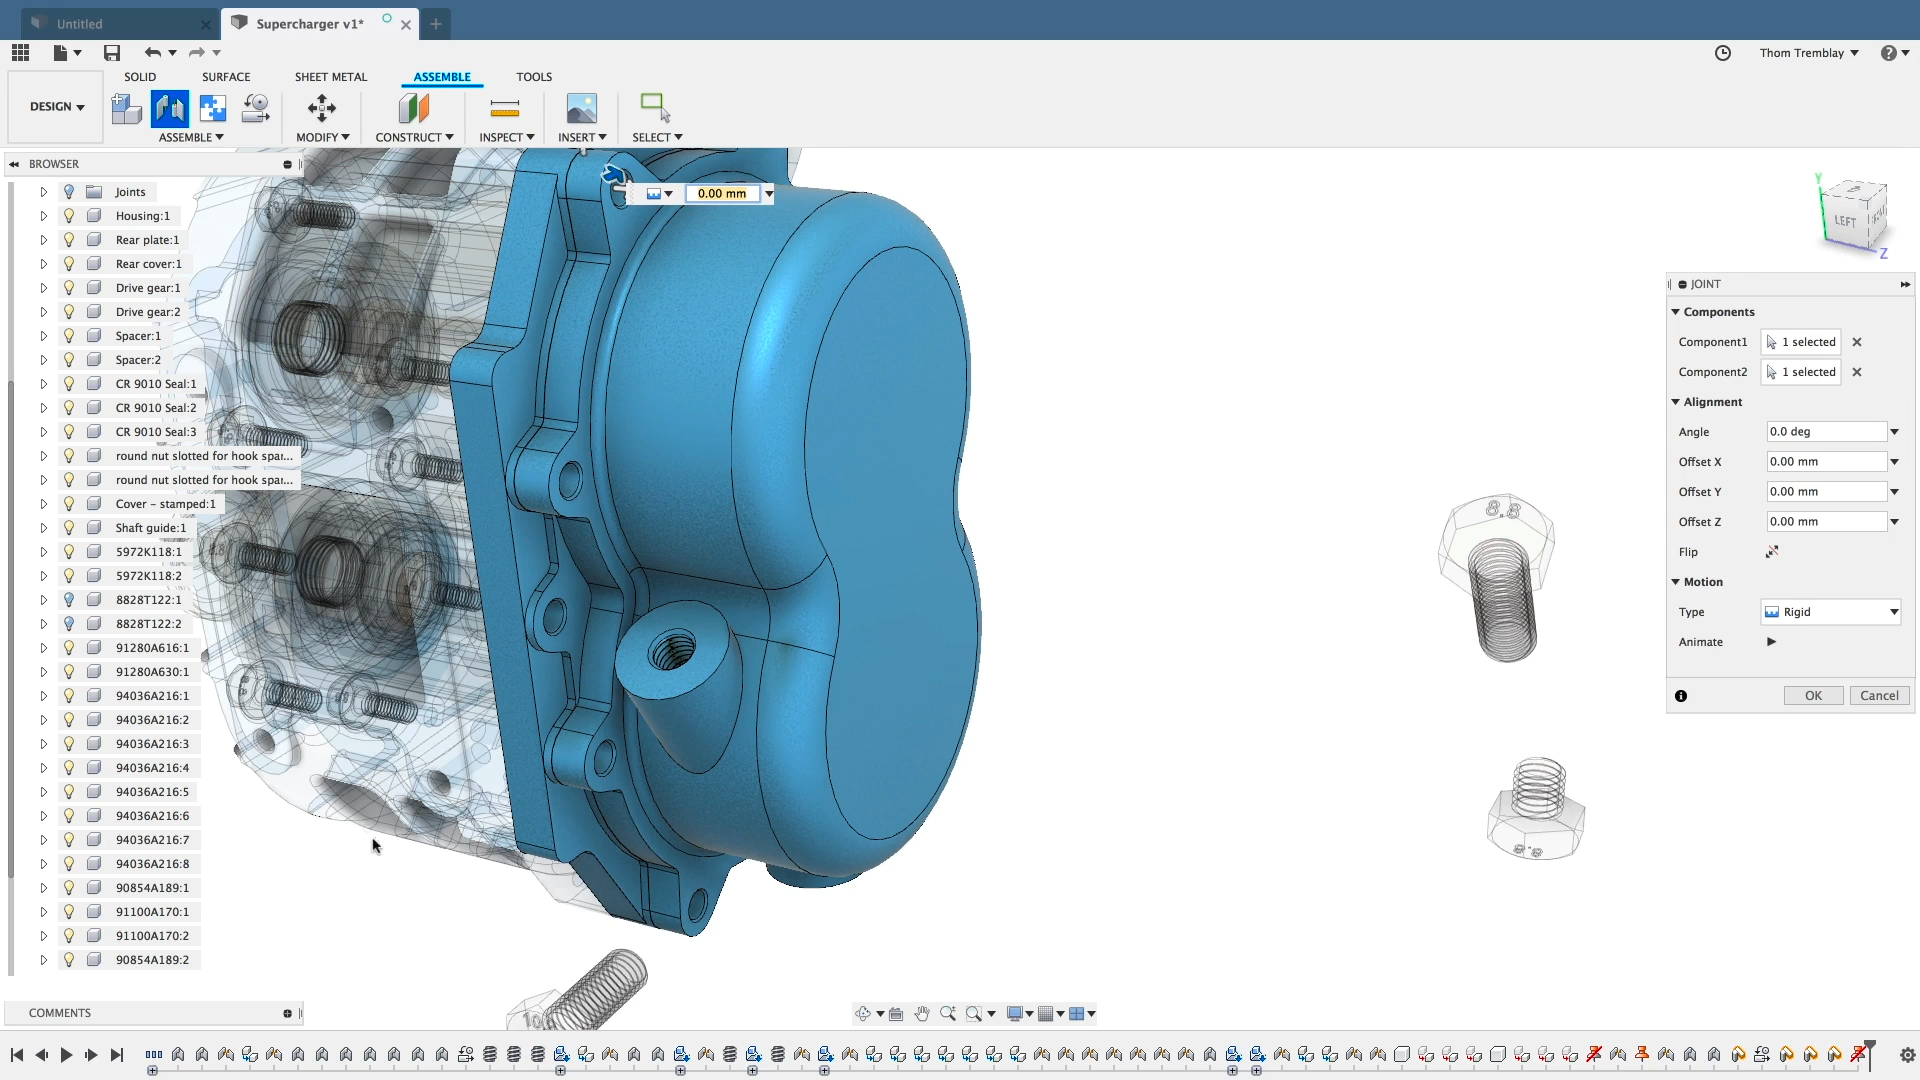 Untitled
Supercharger v1*
Thom Tremblay
SOLID
SURFACE
SHEET METAL
ASSEMBLE
TOOLS
DESIGN
ASSEMBLE
MODIFY
CONSTRUCT
INSPECT
INSERT
SELECT
BROWSER
Joints
Housing:1
Rear plate:1
Rear cover:1
Drive gear:1
Drive gear:2
Spacer:1
Spacer:2
CR 9010 Seal:1
CR 9010 Seal:2
CR 9010 Seal:3
round nut slotted for hook spar...
round nut slotted for hook spar...
Cover - stamped:1
Shaft guide:1
5972K118:1
5972K118:2
8828T122:1
8828T122:2
91280A616:1
91280A630:1
94036A216:1
94036A216:2
94036A216:3
94036A216:4
94036A216:5
94036A216:6
94036A216:7
94036A216:8
90854A189:1
91100A170:1
91100A170:2
90854A189:2
0.00 mm
8.8
8.8
Y
LEFT
Z
JOINT
Components
Component1 1 selected
Component2 1 selected
Alignment
Angle 0.0 deg
Offset X 0.00 mm
Offset Y 0.00 mm
Offset Z 0.00 mm
Flip
Motion
Type Rigid
Animate
OK Cancel
COMMENTS